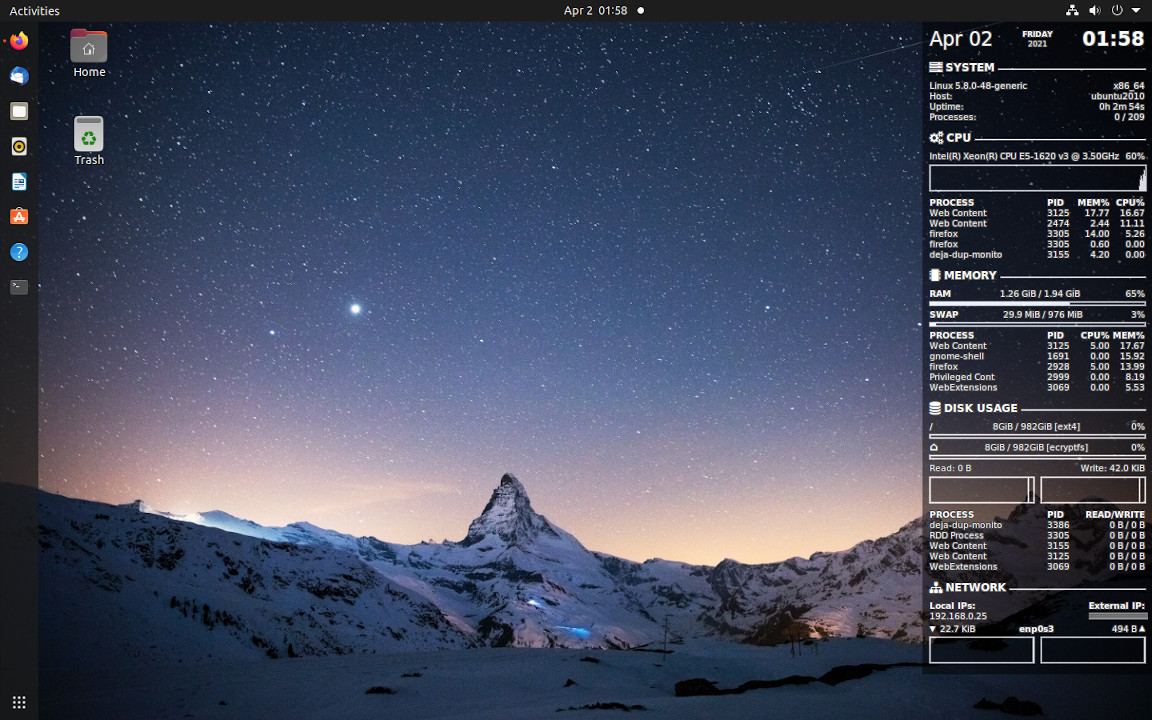 Activities
Apr 2 01:58
Home
Trash
Apr 02 FRIDAY 2021 01:58
SYSTEM
Linux 5.8.0-48-generic x86_64
Host: ubuntu2010
Uptime: 0h 2m 54s
Processes: 0 / 209
CPU
Intel(R) Xeon(R) CPU E5-1620 v3 @ 3.50GHz 60%
PROCESS PID MEM% CPU%
Web Content 3125 17.77 16.67
Web Content 2474 2.44 11.11
firefox 3305 14.00 5.26
firefox 3305 0.60 0.00
deja-dup-monito 3155 4.20 0.00
MEMORY
RAM 1.26 GiB / 1.94 GiB 65%
SWAP 29.9 MiB / 976 MiB 3%
PROCESS PID CPU% MEM%
Web Content 3125 5.00 17.67
gnome-shell 1691 0.00 15.92
firefox 2928 5.00 13.99
Privileged Cont 2999 0.00 8.19
WebExtensions 3069 0.00 5.53
DISK USAGE
/ 8GiB / 982GiB [ext4] 0%
8GiB / 982GiB [ecryptfs] 0%
Read: 0 B Write: 42.0 KiB
PROCESS PID READ/WRITE
deja-dup-monito 3386 0 B / 0 B
RDD Process 3305 0 B / 0 B
Web Content 3155 0 B / 0 B
Web Content 3125 0 B / 0 B
WebExtensions 3069 0 B / 0 B
NETWORK
Local IPs: External IP:
192.168.0.25
▼ 22.7 KiB enp0s3 494 B ▲